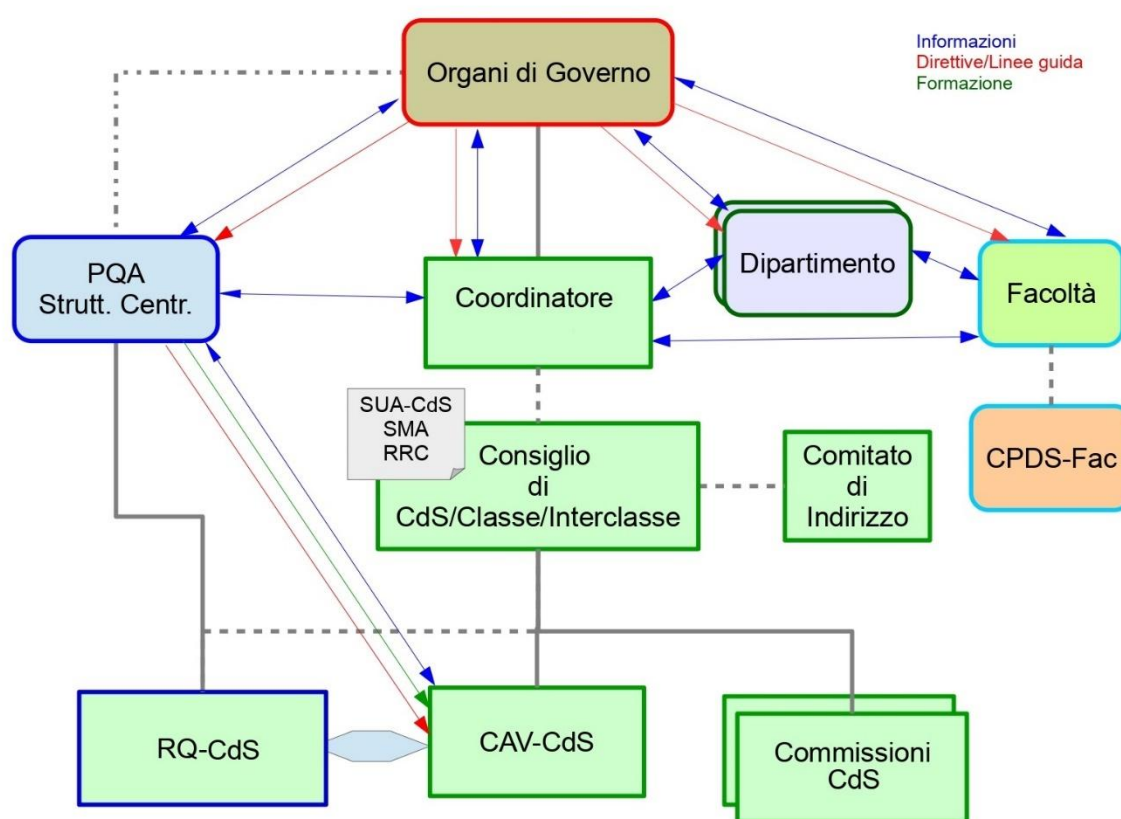 Organi di Governo
Informazioni
Direttive/Linee guida
Formazione
PQA
Strutt. Centr.
Coordinatore
Dipartimento
Facoltà
SUA-CdS
SMA
RRC
Consiglio
di
CdS/Classe/Interclasse
Comitato
di
Indirizzo
CPDS-Fac
RQ-CdS
CAV-CdS
Commissioni
CdS